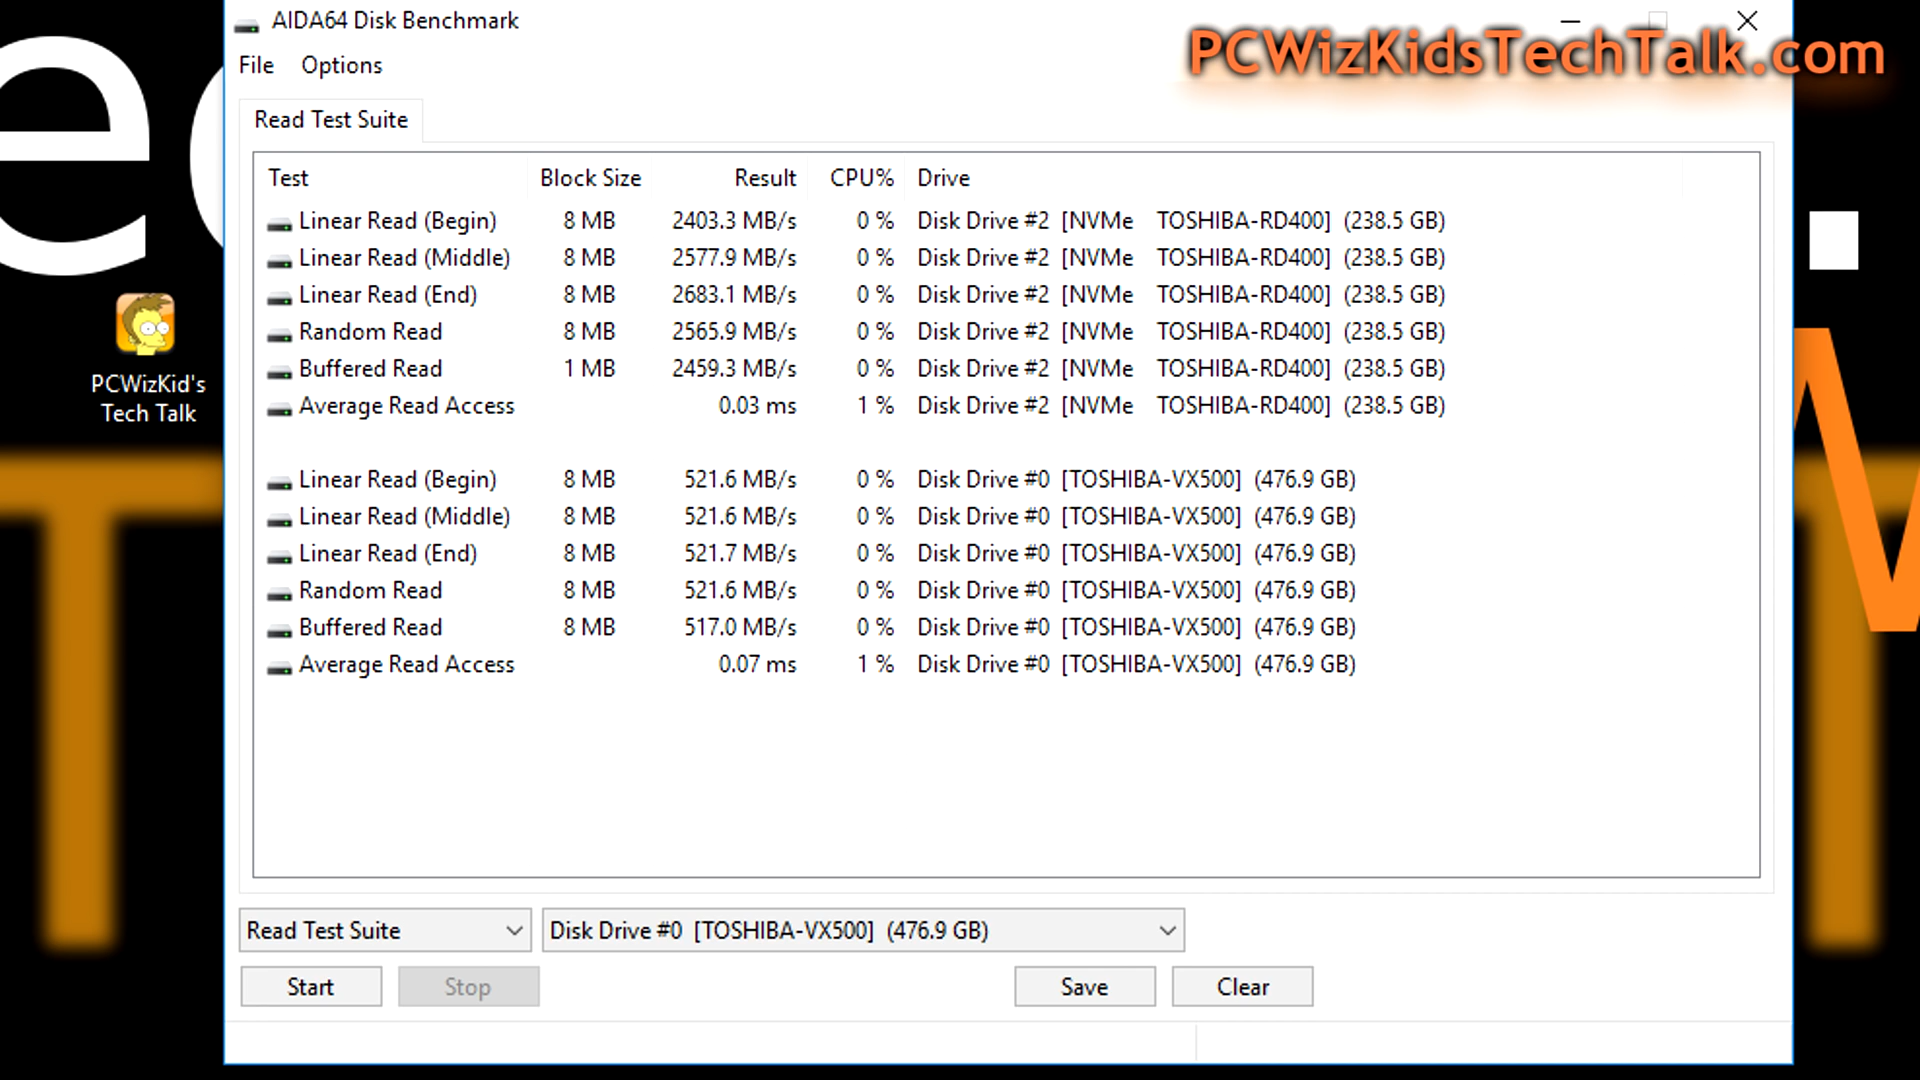 AIDA64 Disk Benchmark
PCWizKidsTechTalk.com
File Options
Read Test Suite
Test Block Size Result CPU% Drive
Linear Read (Begin) 8 MB 2403.3 MB/s 0 % Disk Drive #2 [NVMe TOSHIBA-RD400] (238.5 GB)
Linear Read (Middle) 8 MB 2577.9 MB/s 0 % Disk Drive #2 [NVMe TOSHIBA-RD400] (238.5 GB)
Linear Read (End) 8 MB 2683.1 MB/s 0 % Disk Drive #2 [NVMe TOSHIBA-RD400] (238.5 GB)
Random Read 8 MB 2565.9 MB/s 0 % Disk Drive #2 [NVMe TOSHIBA-RD400] (238.5 GB)
Buffered Read 1 MB 2459.3 MB/s 0 % Disk Drive #2 [NVMe TOSHIBA-RD400] (238.5 GB)
Average Read Access 0.03 ms 1 % Disk Drive #2 [NVMe TOSHIBA-RD400] (238.5 GB)
Linear Read (Begin) 8 MB 521.6 MB/s 0 % Disk Drive #0 [TOSHIBA-VX500] (476.9 GB)
Linear Read (Middle) 8 MB 521.6 MB/s 0 % Disk Drive #0 [TOSHIBA-VX500] (476.9 GB)
Linear Read (End) 8 MB 521.7 MB/s 0 % Disk Drive #0 [TOSHIBA-VX500] (476.9 GB)
Random Read 8 MB 521.6 MB/s 0 % Disk Drive #0 [TOSHIBA-VX500] (476.9 GB)
Buffered Read 8 MB 517.0 MB/s 0 % Disk Drive #0 [TOSHIBA-VX500] (476.9 GB)
Average Read Access 0.07 ms 1 % Disk Drive #0 [TOSHIBA-VX500] (476.9 GB)
PCWizKid's
Tech Talk
Read Test Suite Disk Drive #0 [TOSHIBA-VX500] (476.9 GB)
Start Stop Save Clear